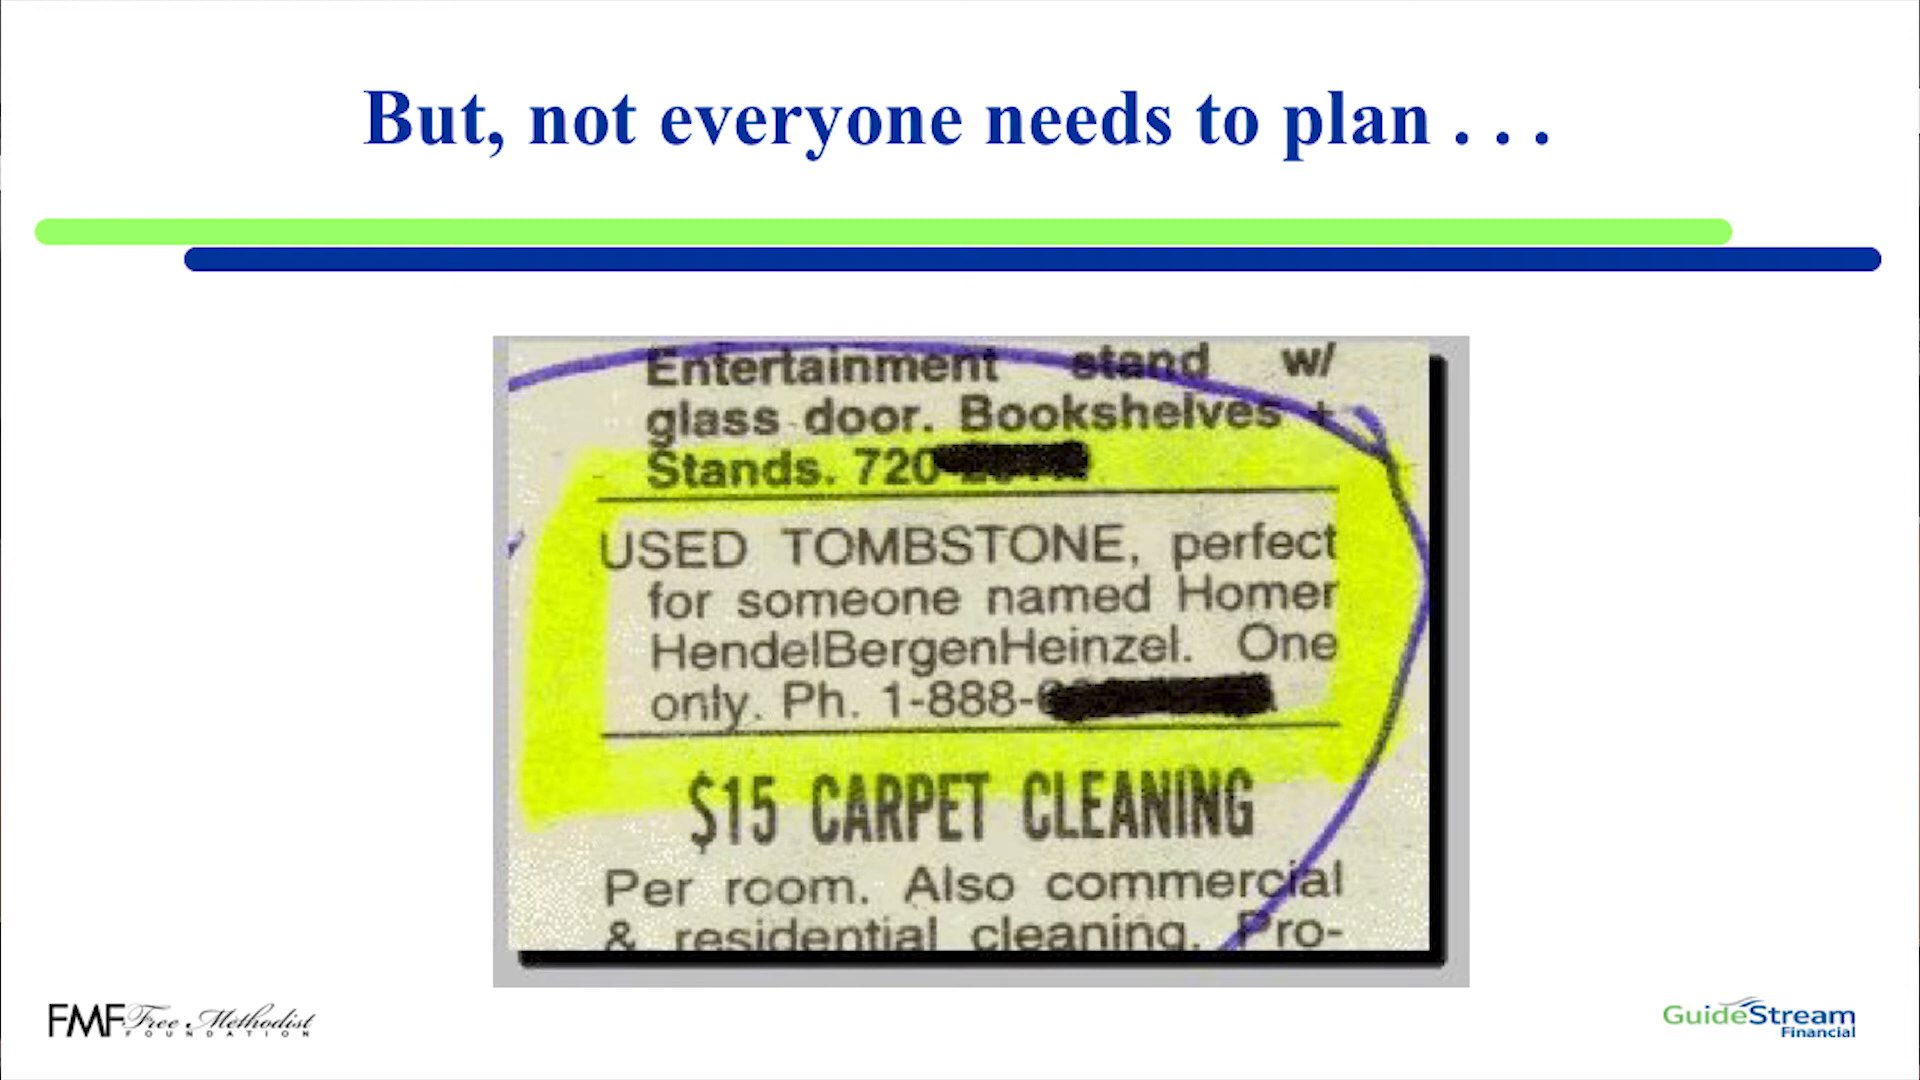 But, not everyone needs to plan . . .
Entertainment stand w/
glass door. Bookshelves +
Stands. 720
USED TOMBSTONE, perfect
for someone named Homer
HendelBergenHeinzel. One
only. Ph. 1-888-
$15 CARPET CLEANING
Per room. Also commercial
& residential cleaning. Pro-
FMF Free Methodist
FOUNDATION
GuideStream
Financial